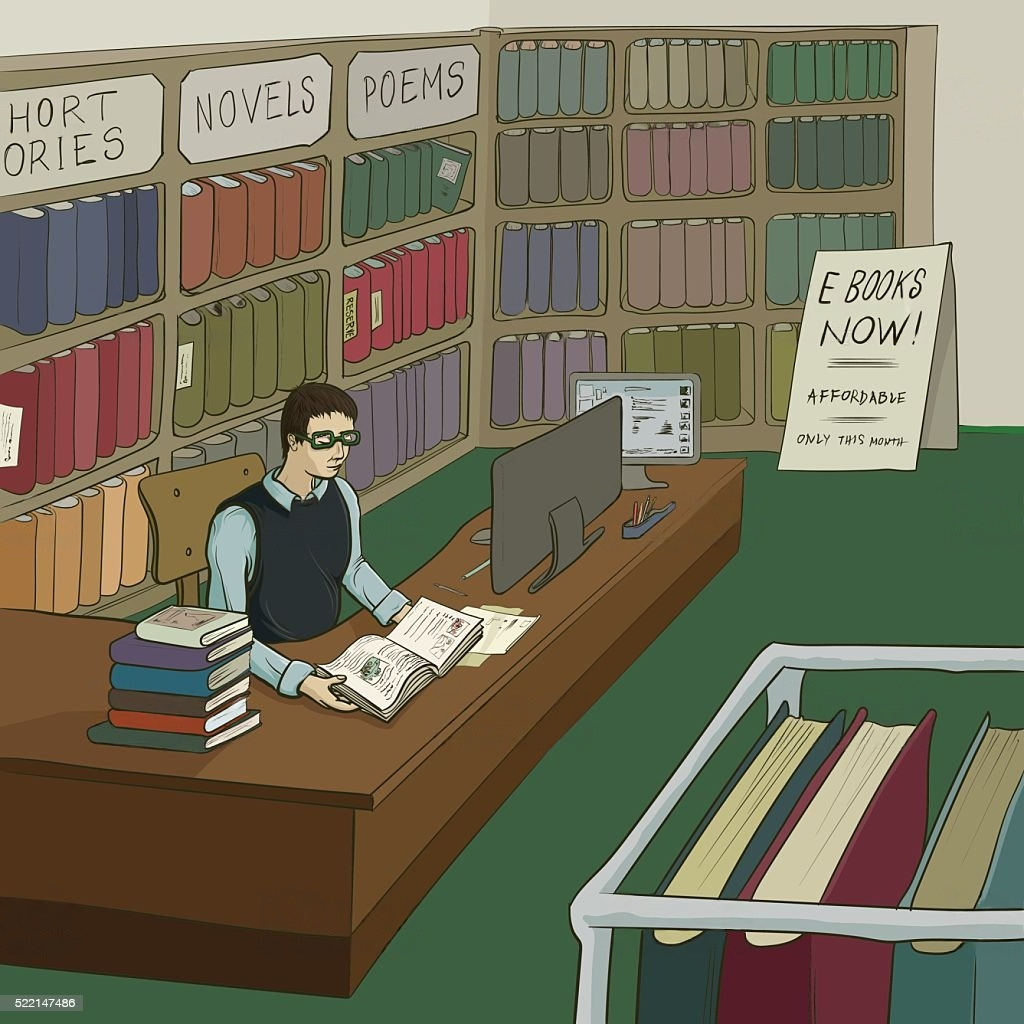 HORT
ORIES
NOVELS
POEMS
E BOOKS
NOW!
AFFORDABLE
ONLY THIS MONTH
RESERVE
522147486